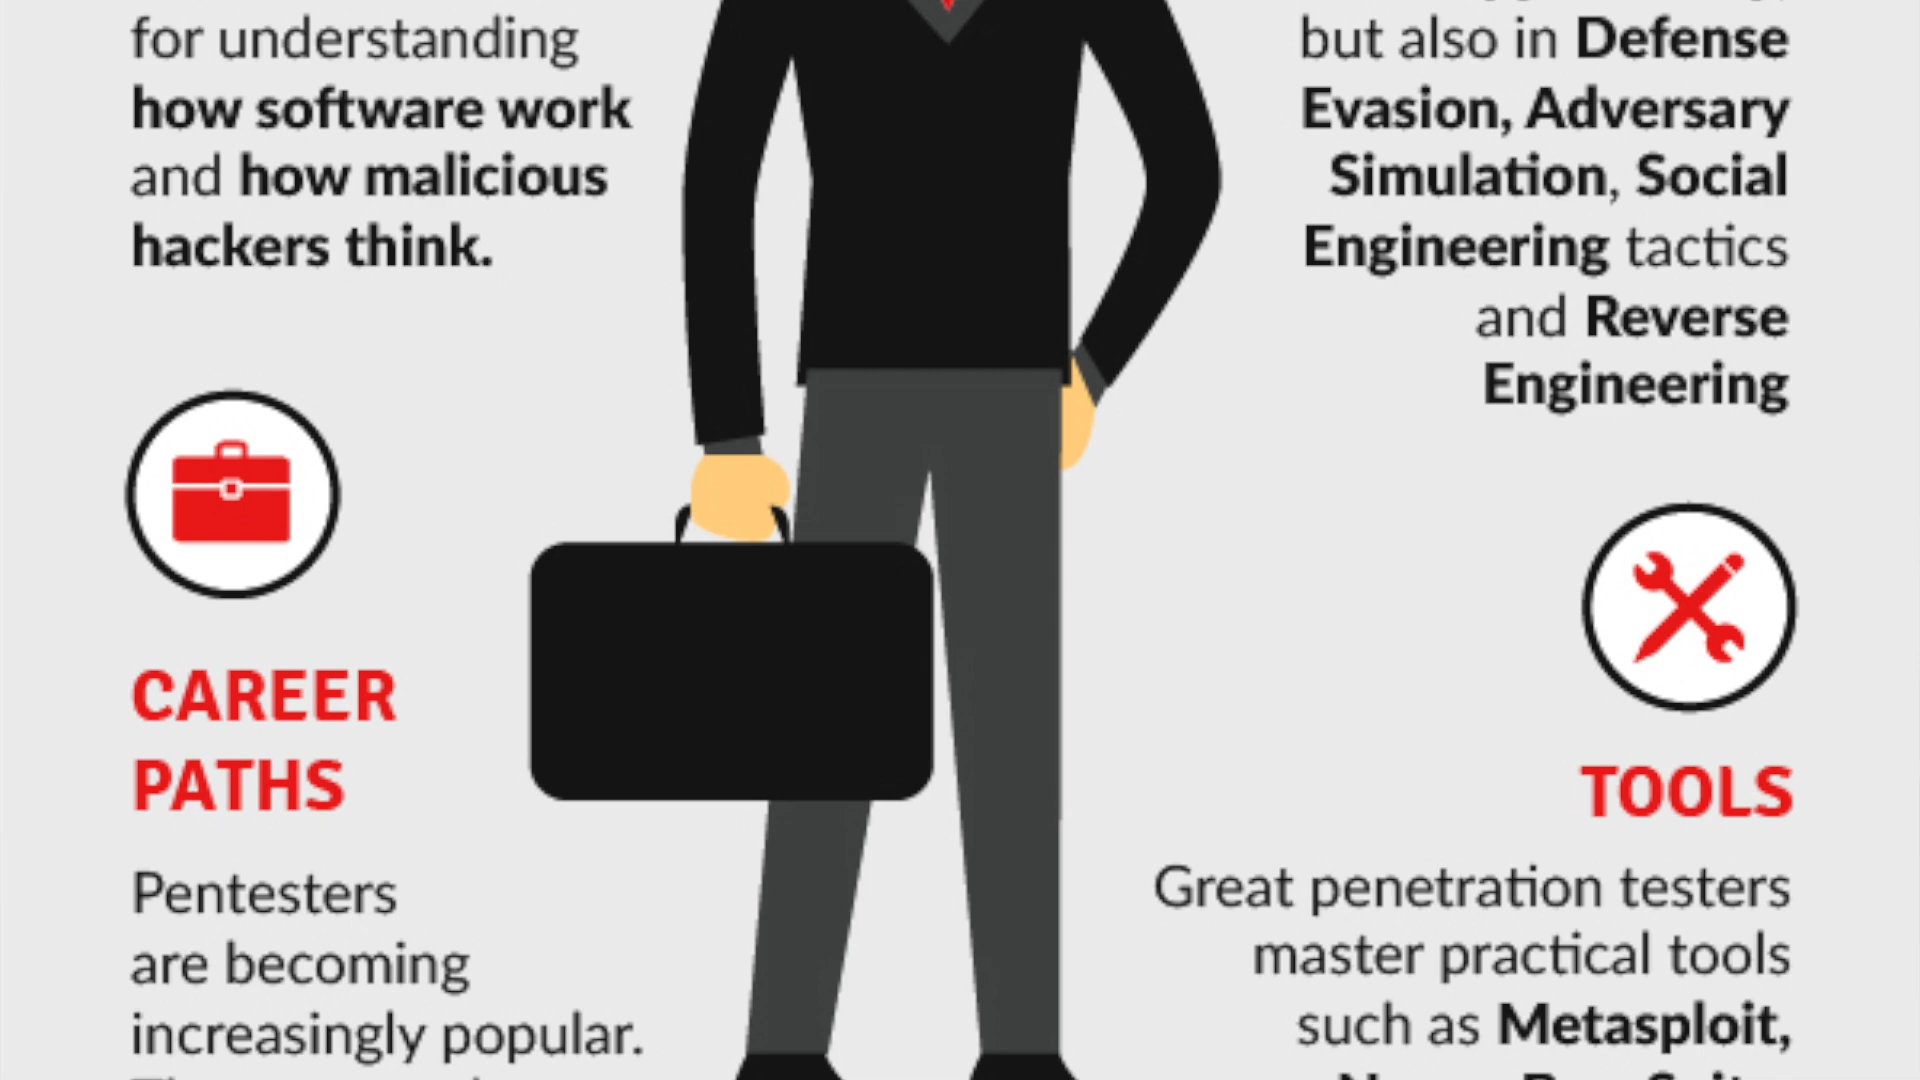 for understanding
how software work
and how malicious
hackers think.
CAREER
PATHS
Pentesters
are becoming
increasingly popular.
but also in Defense
Evasion, Adversary
Simulation, Social
Engineering tactics
and Reverse
Engineering
TOOLS
Great penetration testers
master practical tools
such as Metasploit,